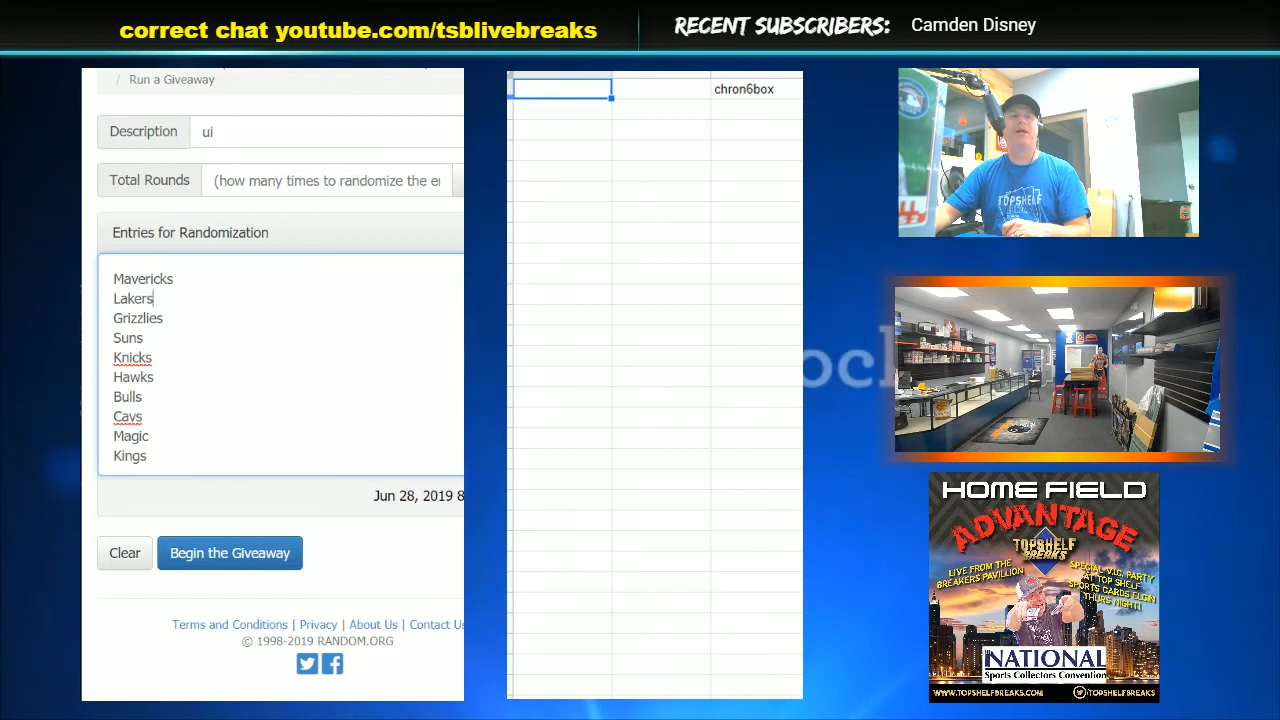 correct chat youtube.com/tsblivebreaks
RECENT SUBSCRIBERS: Camden Disney
/ Run a Giveaway
Description ui
Total Rounds (how many times to randomize the en
Entries for Randomization
Mavericks
Lakers
Grizzlies
Suns
Knicks
Hawks
Bulls
Cavs
Magic
Kings
Jun 28, 2019 8
Clear Begin the Giveaway
Terms and Conditions | Privacy | About Us | Contact Us
© 1998-2019 RANDOM.ORG
chron6box
TOPSHELF
HOME FIELD
ADVANTAGE
TOPSHELF
BREAKS
LIVE FROM THE
BREAKERS PAVILLION
SPECIAL V.I.C. PARTY
AT TOP SHELF
SPORTS CARDS ELGIN
THURS NIGHT!
NATIONAL
Sports Collectors Convention
WWW.TOPSHELFBREAKS.COM @TOPSHELFBREAKS